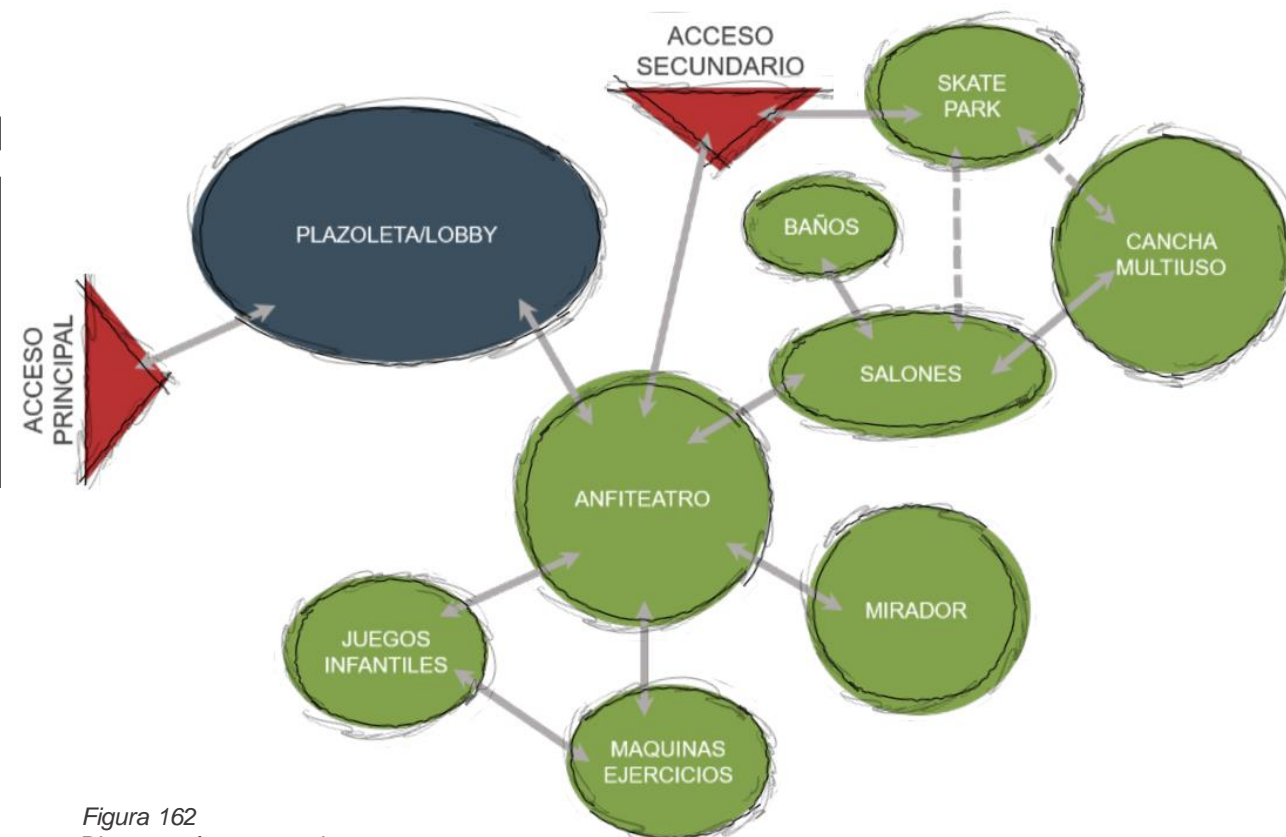 ACCESO
SECUNDARIO
SKATE
PARK
PLAZOLETA/LOBBY
BAÑOS
CANCHA
MULTIUSO
ACCESO
PRINCIPAL
SALONES
ANFITEATRO
MIRADOR
JUEGOS
INFANTILES
MAQUINAS
EJERCICIOS
Figura 162